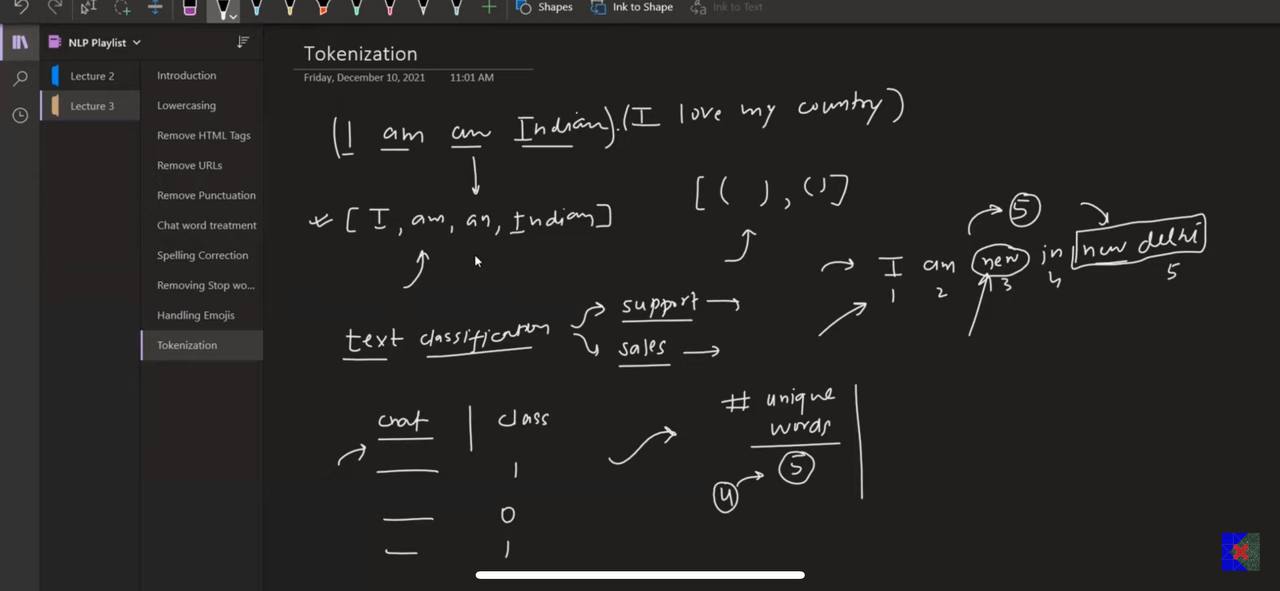 Shapes Ink to Shape Ink to Text
NLP Playlist
Lecture 2
Lecture 3
Introduction
Lowercasing
Remove HTML Tags
Remove URLs
Remove Punctuation
Chat word treatment
Spelling Correction
Removing Stop wo...
Handling Emojis
Tokenization
Tokenization
Friday, December 10, 2021 11:01 AM
(I am an Indian).(I love my country)
[I, am, an, Indian]
[( ), ()]
5
I am new in new delhi
1 2 3 4 5
text classification
support
sales
chat | class
1
0
1
# unique
words
4 5